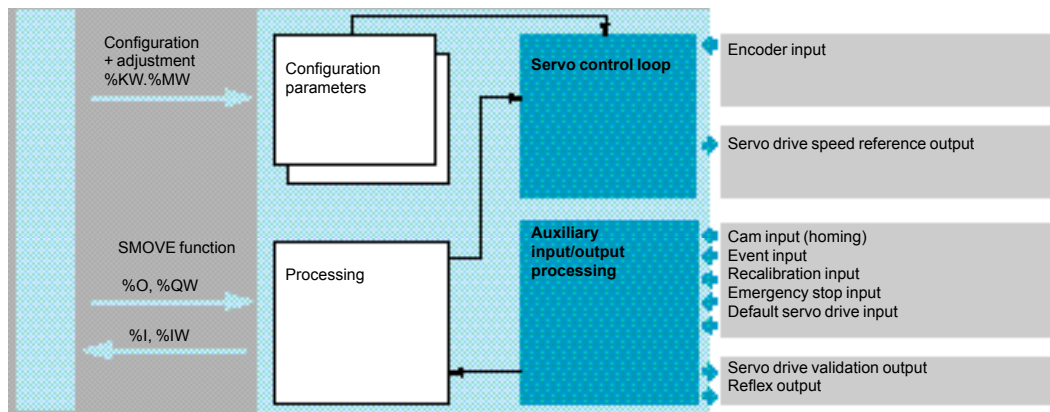 Configuration
+ adjustment
%KW.%MW
Configuration
parameters
Servo control loop
Encoder input
Servo drive speed reference output
SMOVE function
%O, %QW
%I, %IW
Processing
Auxiliary
input/output
processing
Cam input (homing)
Event input
Recalibration input
Emergency stop input
Default servo drive input
Servo drive validation output
Reflex output